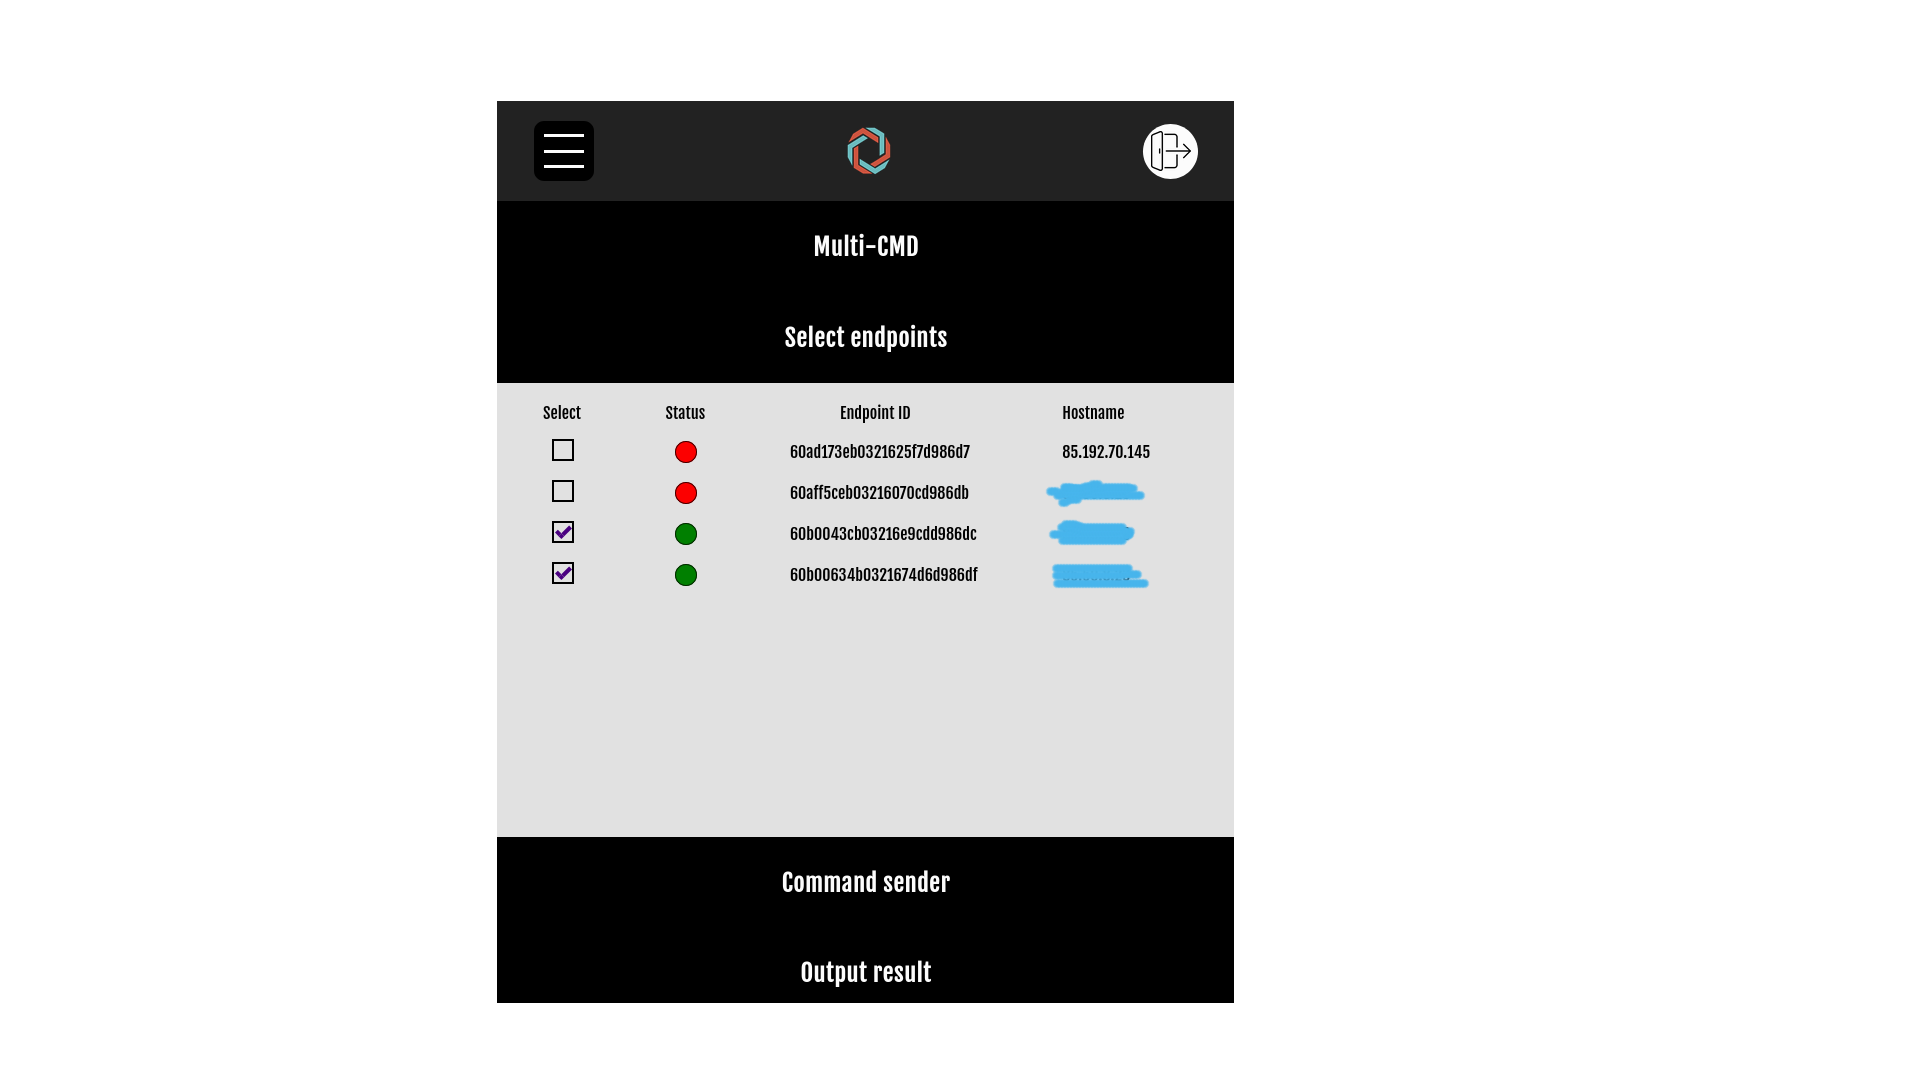 Multi-CMD
Select endpoints
Select Status Endpoint ID Hostname
60ad173eb0321625f7d986d7 85.192.70.145
60aff5ceb03216070cd986db
60b0043cb03216e9cdd986dc
60b00634b0321674d6d986df
Command sender
Output result